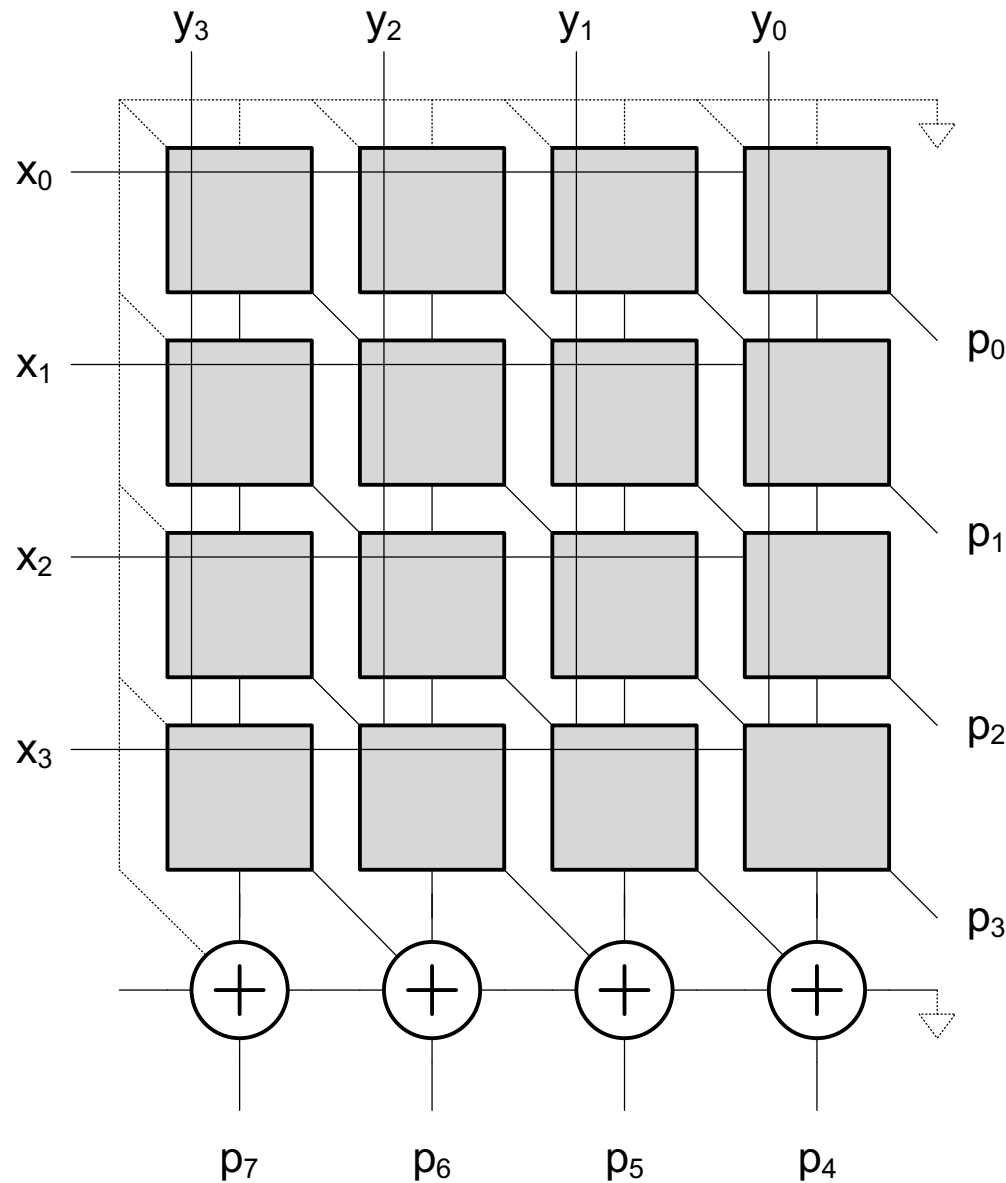 y₃ y₂ y₁ y₀
x₀
p₀
x₁
p₁
x₂
p₂
x₃
p₃
p₇ p₆ p₅ p₄